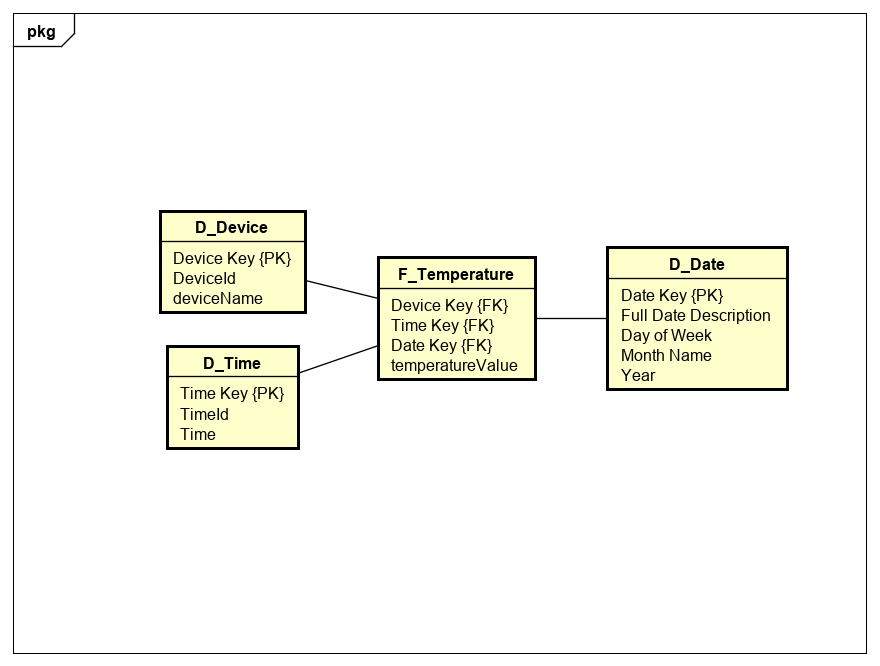 pkg
D_Device
Device Key {PK}
DeviceId
deviceName
D_Time
Time Key {PK}
TimeId
Time
F_Temperature
Device Key {FK}
Time Key {FK}
Date Key {FK}
temperatureValue
D_Date
Date Key {PK}
Full Date Description
Day of Week
Month Name
Year